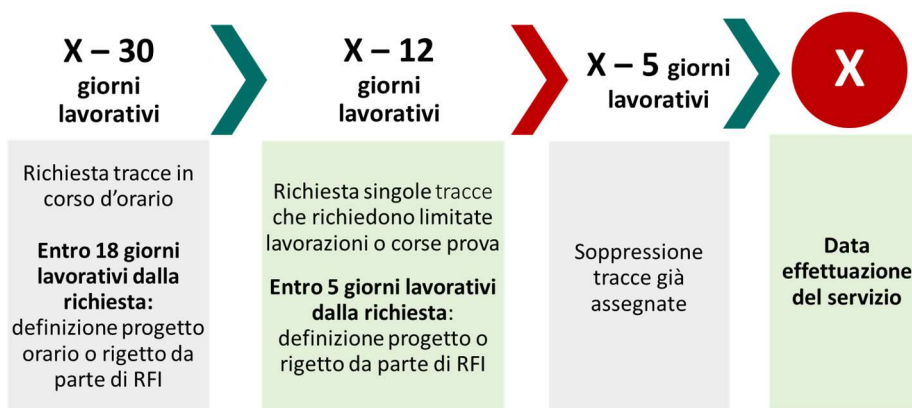 X – 30
giorni
lavorativi
X – 12
giorni
lavorativi
X – 5 giorni
lavorativi
X
Richiesta tracce in
corso d'orario
Entro 18 giorni
lavorativi dalla
richiesta:
definizione progetto
orario o rigetto da
parte di RFI
Richiesta singole tracce
che richiedono limitate
lavorazioni o corse prova
Entro 5 giorni lavorativi
dalla richiesta:
definizione progetto o
rigetto da parte di RFI
Soppressione
tracce già
assegnate
Data
effettuazione
del servizio